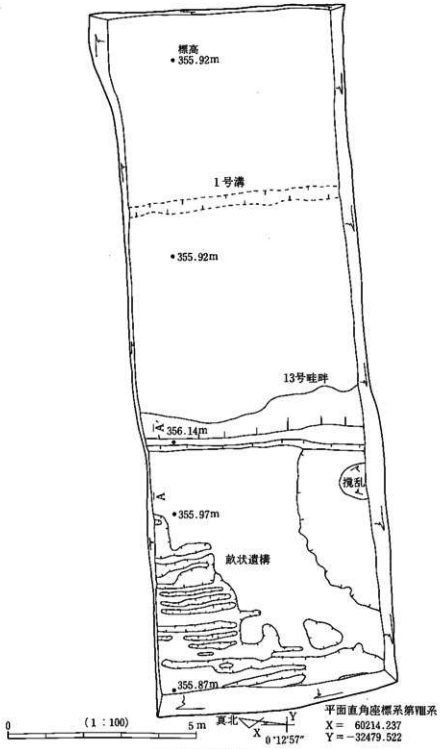 標高
355.92m
1号溝
355.92m
13号畦畔
A'
356.14m
撹乱
A
355.97m
畝状遺構
355.87m
0 (1:100) 5 m
真北 X Y
0°12'57"
平面直角座標系第Ⅷ系
X = 60214.237
Y = -32479.522